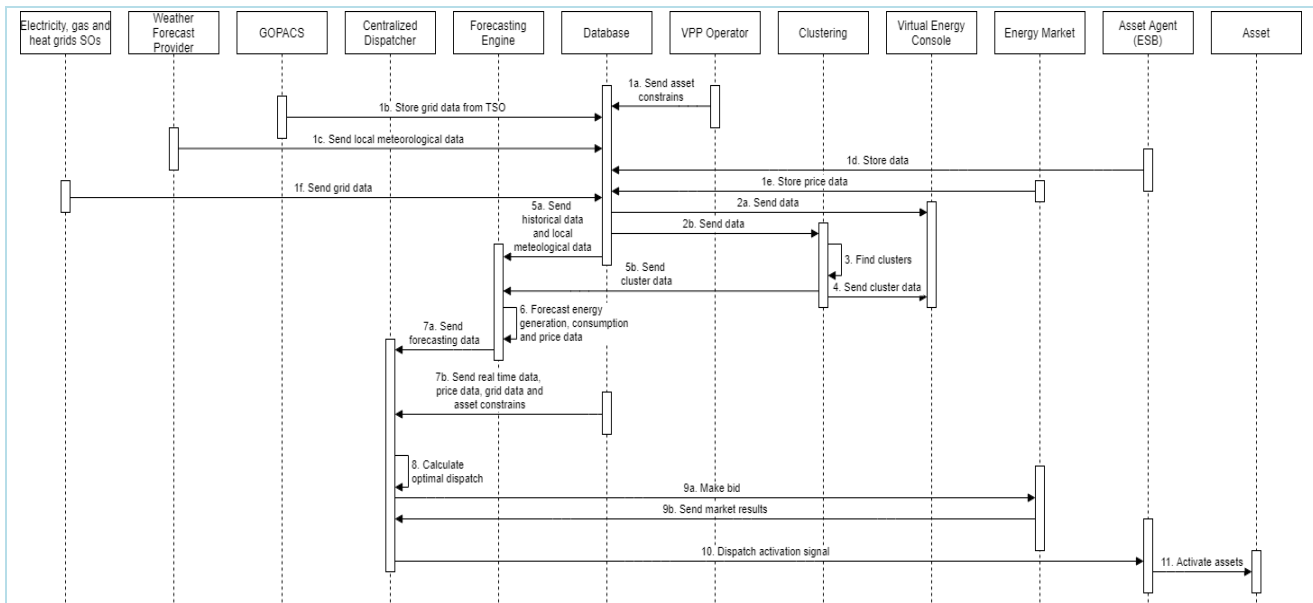 Electricity, gas and
heat grids SOs
Weather
Forecast
Provider
GOPACS
Centralized
Dispatcher
Forecasting
Engine
Database
VPP Operator
Clustering
Virtual Energy
Console
Energy Market
Asset Agent
(ESB)
Asset
1a. Send asset
constrains
1b. Store grid data from TSO
1c. Send local meteorological data
1d. Store data
1e. Store price data
1f. Send grid data
2a. Send data
5a. Send
historical data
and local
meteological data
2b. Send data
3. Find clusters
5b. Send
cluster data
4. Send cluster data
6. Forecast energy
generation, consumption
and price data
7a. Send
forecasting data
7b. Send real time data,
price data, grid data and
asset constrains
8. Calculate
optimal dispatch
9a. Make bid
9b. Send market results
10. Dispatch activation signal
11. Activate assets